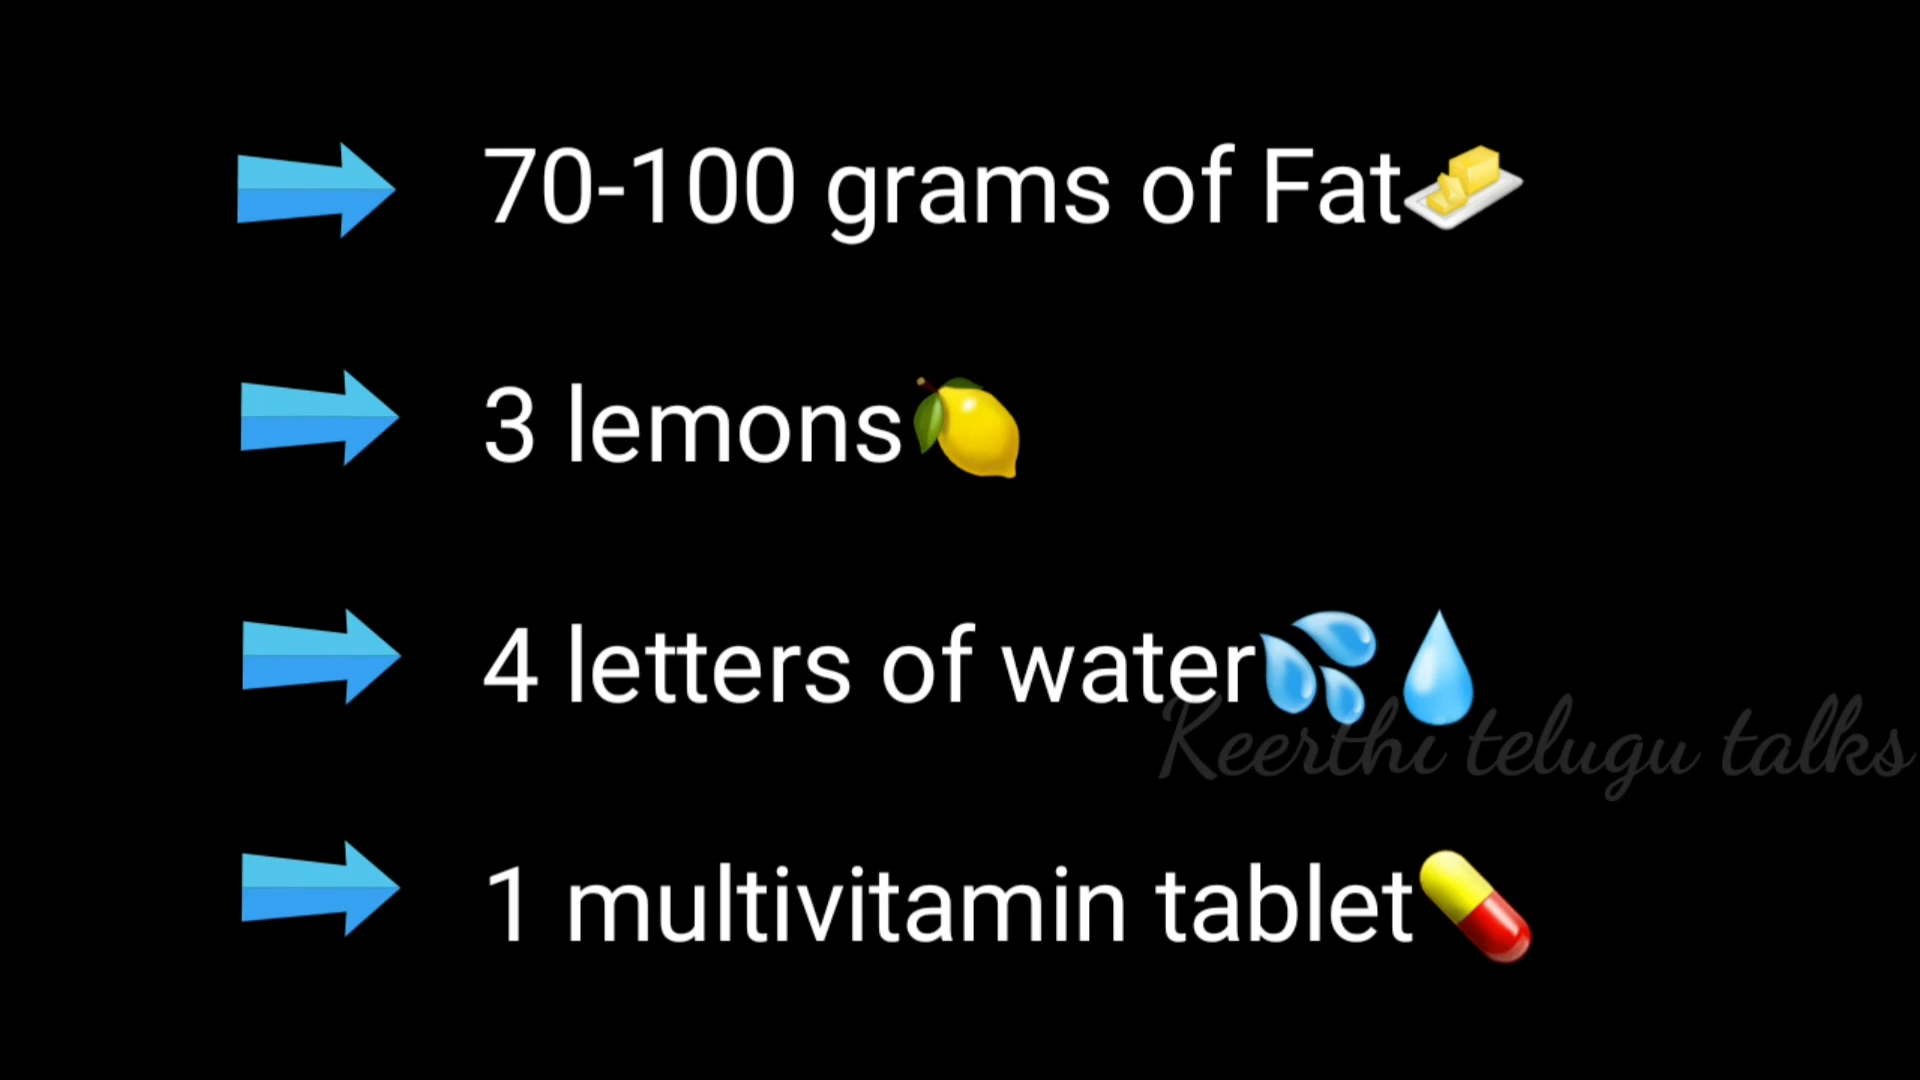 70-100 grams of Fat🧈
3 lemons🍋
4 letters of water💦💧
Keerthi telugu talks
1 multivitamin tablet💊